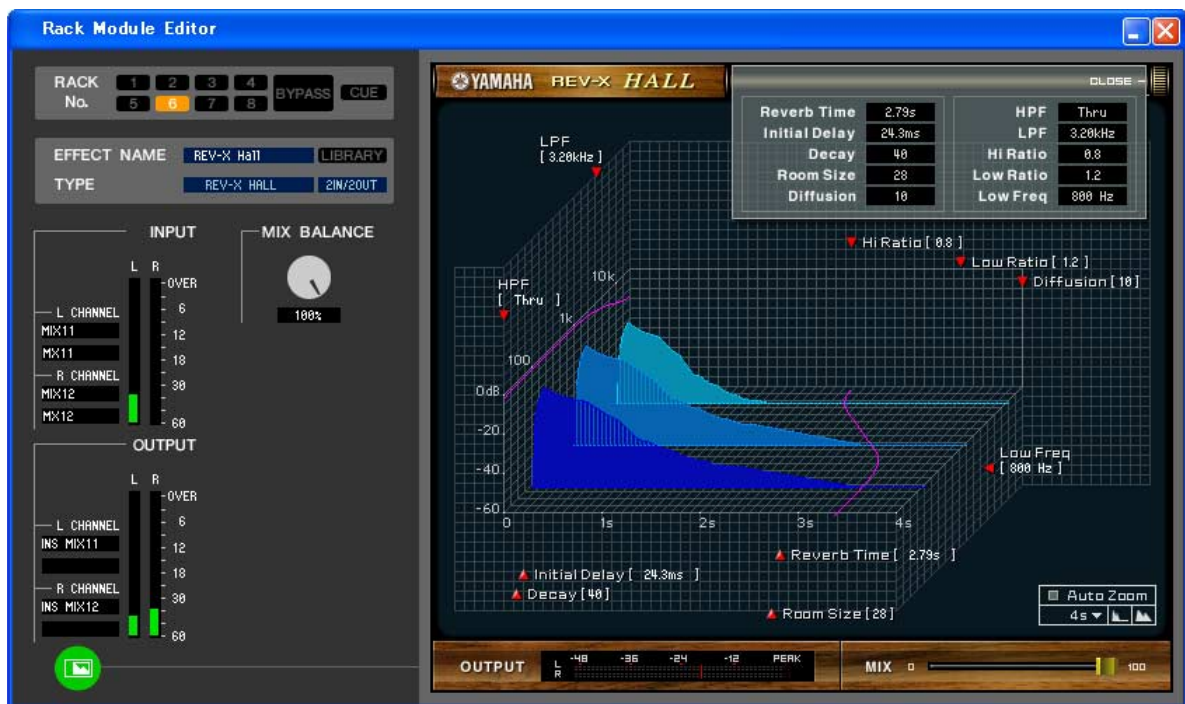 Rack Module Editor
RACK No.
1 2 3 4
5 6 7 8
BYPASS
CUE
EFFECT NAME REV-X Hall LIBRARY
TYPE REV-X HALL 2IN/2OUT
INPUT
L R
OVER
6
12
18
30
60
L CHANNEL
MIX11
MX11
R CHANNEL
MIX12
MX12
MIX BALANCE
100%
OUTPUT
L R
OVER
6
12
18
30
60
L CHANNEL
INS MIX11
R CHANNEL
INS MIX12
YAMAHA REV-X HALL
CLOSE
Reverb Time 2.79s
Initial Delay 24.3ms
Decay 40
Room Size 28
Diffusion 10
HPF Thru
LPF 3.20kHz
Hi Ratio 0.8
Low Ratio 1.2
Low Freq 800 Hz
LPF
[ 3.20kHz ]
Hi Ratio [ 0.8 ]
Low Ratio [ 1.2 ]
Diffusion [ 10 ]
HPF
[ Thru ]
10k
1k
100
0dB
-20
-40
-60
0 1s 2s 3s 4s
Low Freq
[ 800 Hz ]
Reverb Time [ 2.79s ]
Initial Delay [ 24.3ms ]
Decay [40]
Room Size [28]
Auto Zoom
4s
OUTPUT L R -48 -36 -24 -12 PEAK
MIX 0 100